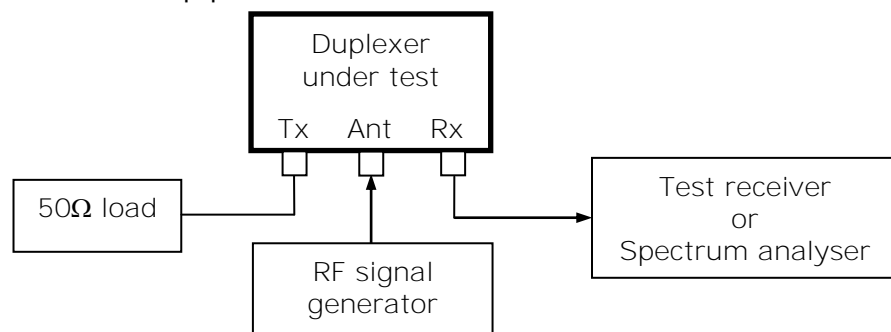 Duplexer
under test
Tx Ant Rx
50Ω load
RF signal
generator
Test receiver
or
Spectrum analyser